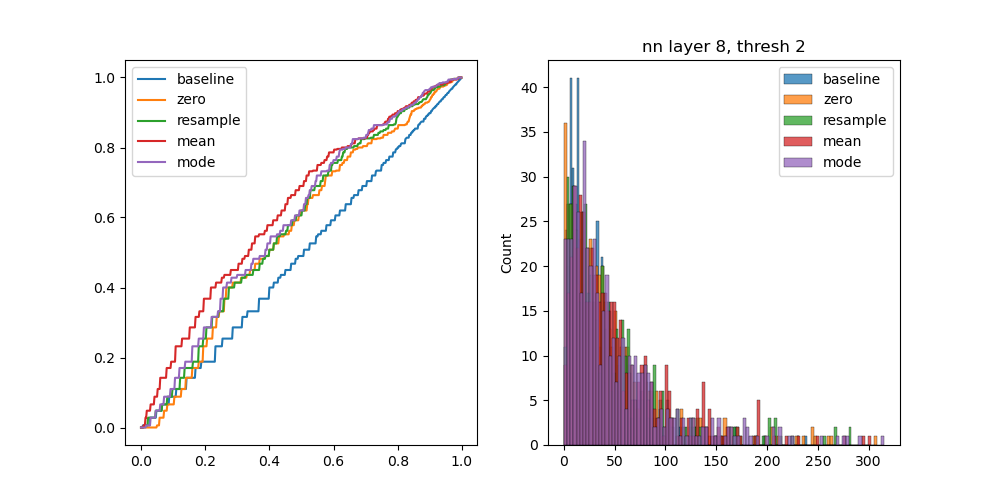 nn layer 8, thresh 2
baseline
zero
resample
mean
mode
1.0
0.8
0.6
0.4
0.2
0.0
0.0 0.2 0.4 0.6 0.8 1.0
baseline
zero
resample
mean
mode
Count
40
35
30
25
20
15
10
5
0
0 50 100 150 200 250 300